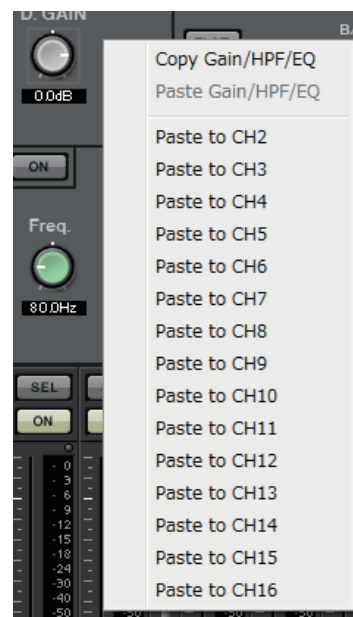 D. GAIN
0.0dB
ON
Freq.
80.0Hz
SEL
ON
0
3
6
9
-12
-15
-18
-24
-30
-40
-50
Copy Gain/HPF/EQ
Paste Gain/HPF/EQ
Paste to CH2
Paste to CH3
Paste to CH4
Paste to CH5
Paste to CH6
Paste to CH7
Paste to CH8
Paste to CH9
Paste to CH10
Paste to CH11
Paste to CH12
Paste to CH13
Paste to CH14
Paste to CH15
Paste to CH16